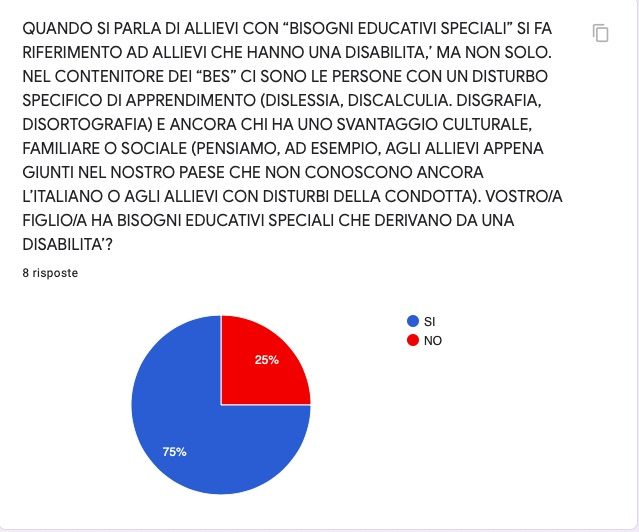 QUANDO SI PARLA DI ALLIEVI CON “BISOGNI EDUCATIVI SPECIALI” SI FA
RIFERIMENTO AD ALLIEVI CHE HANNO UNA DISABILITA,’ MA NON SOLO.
NEL CONTENITORE DEI “BES” CI SONO LE PERSONE CON UN DISTURBO
SPECIFICO DI APPRENDIMENTO (DISLESSIA, DISCALCULIA. DISGRAFIA,
DISORTOGRAFIA) E ANCORA CHI HA UNO SVANTAGGIO CULTURALE,
FAMILIARE O SOCIALE (PENSIAMO, AD ESEMPIO, AGLI ALLIEVI APPENA
GIUNTI NEL NOSTRO PAESE CHE NON CONOSCONO ANCORA
L’ITALIANO O AGLI ALLIEVI CON DISTURBI DELLA CONDOTTA). VOSTRO/A
FIGLIO/A HA BISOGNI EDUCATIVI SPECIALI CHE DERIVANO DA UNA
DISABILITA’?
8 risposte
SI
NO
25%
75%